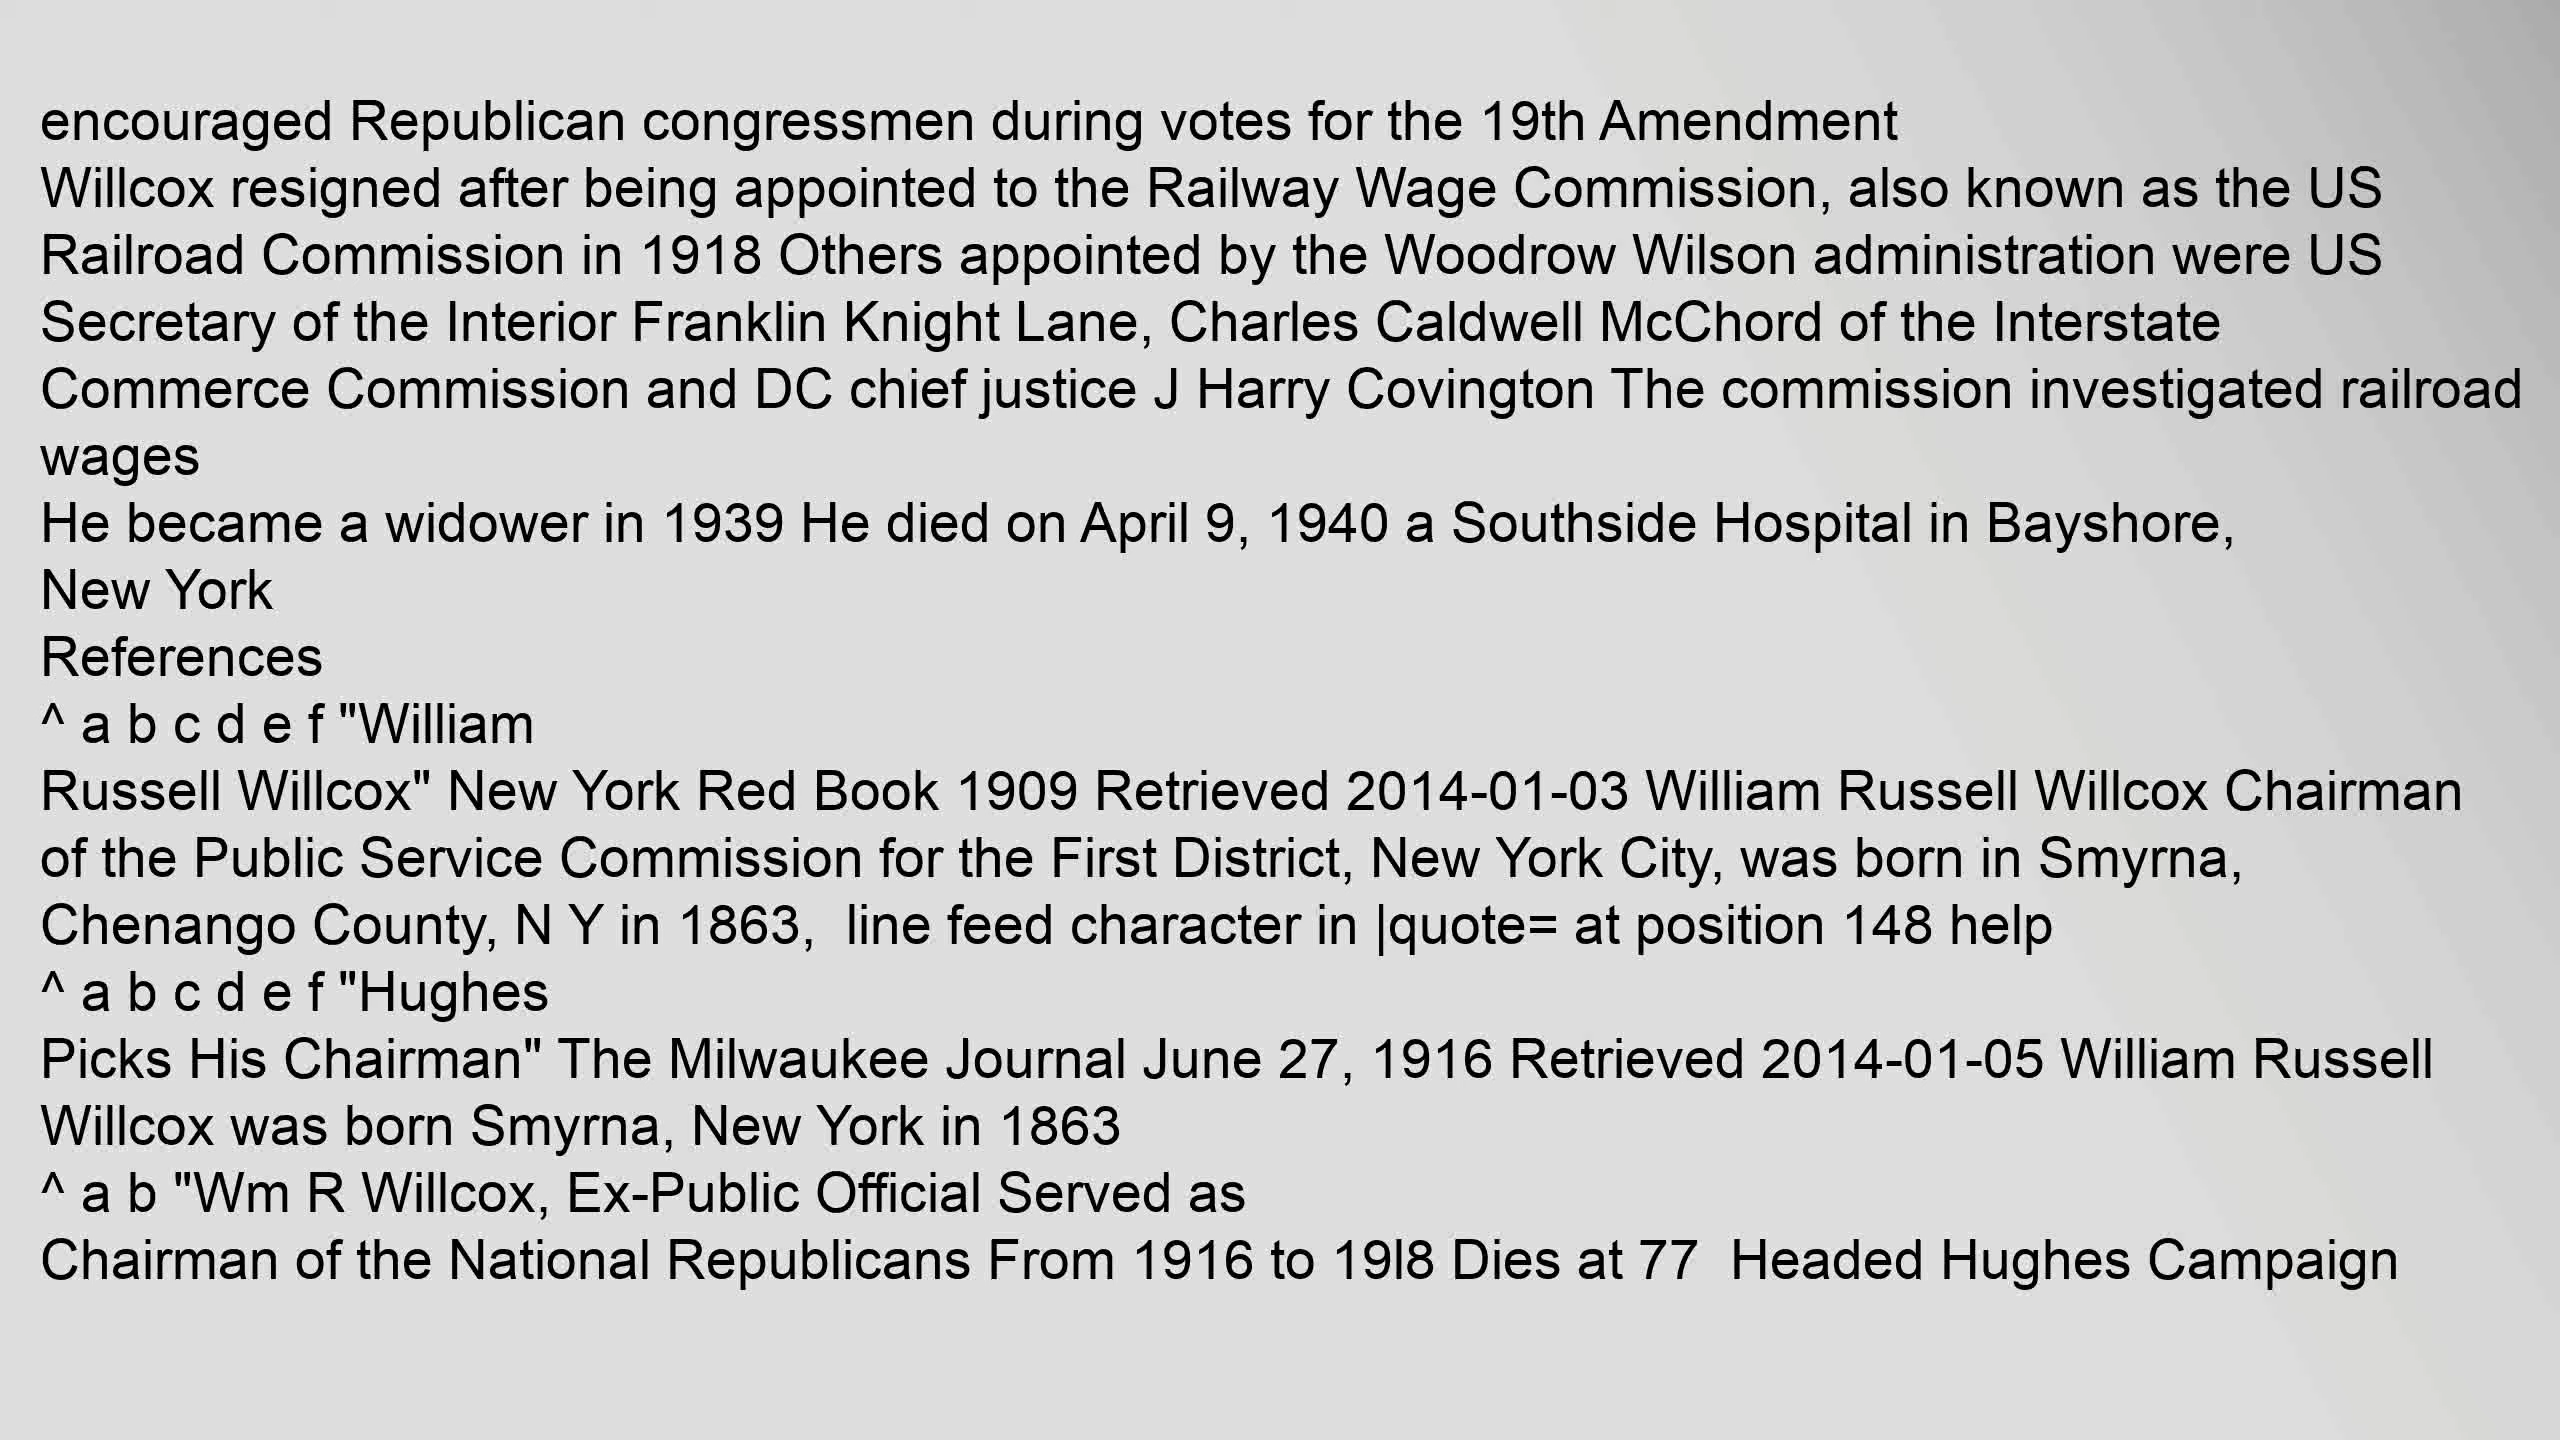 encouraged Republican congressmen during votes for the 19th Amendment
Willcox resigned after being appointed to the Railway Wage Commission, also known as the US
Railroad Commission in 1918 Others appointed by the Woodrow Wilson administration were US
Secretary of the Interior Franklin Knight Lane, Charles Caldwell McChord of the Interstate
Commerce Commission and DC chief justice J Harry Covington The commission investigated railroad
wages
He became a widower in 1939 He died on April 9, 1940 a Southside Hospital in Bayshore,
New York
References
^ a b c d e f "William
Russell Willcox" New York Red Book 1909 Retrieved 2014-01-03 William Russell Willcox Chairman
of the Public Service Commission for the First District, New York City, was born in Smyrna,
Chenango County, N Y in 1863,  line feed character in |quote= at position 148 help
^ a b c d e f "Hughes
Picks His Chairman" The Milwaukee Journal June 27, 1916 Retrieved 2014-01-05 William Russell
Willcox was born Smyrna, New York in 1863
^ a b "Wm R Willcox, Ex-Public Official Served as
Chairman of the National Republicans From 1916 to 19l8 Dies at 77  Headed Hughes Campaign